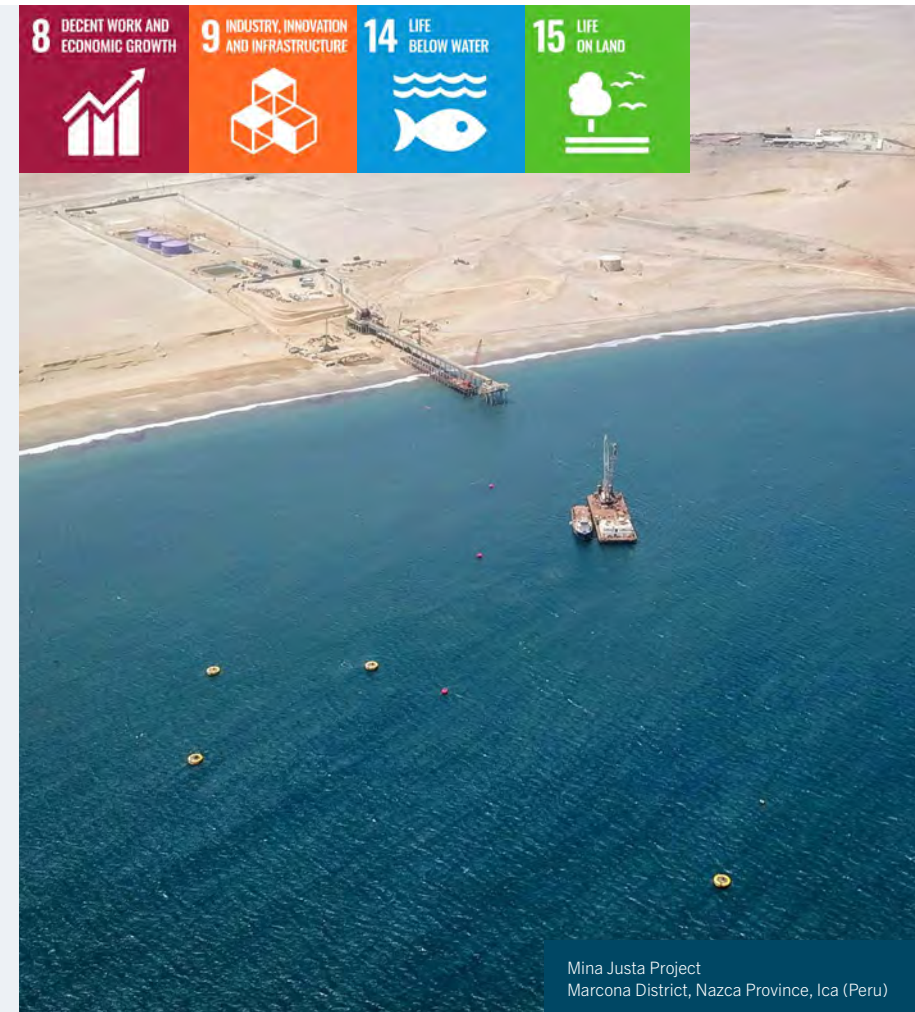 8 DECENT WORK AND
ECONOMIC GROWTH
9 INDUSTRY, INNOVATION
AND INFRASTRUCTURE
14 LIFE
BELOW WATER
15 LIFE
ON LAND
Mina Justa Project
Marcona District, Nazca Province, Ica (Peru)